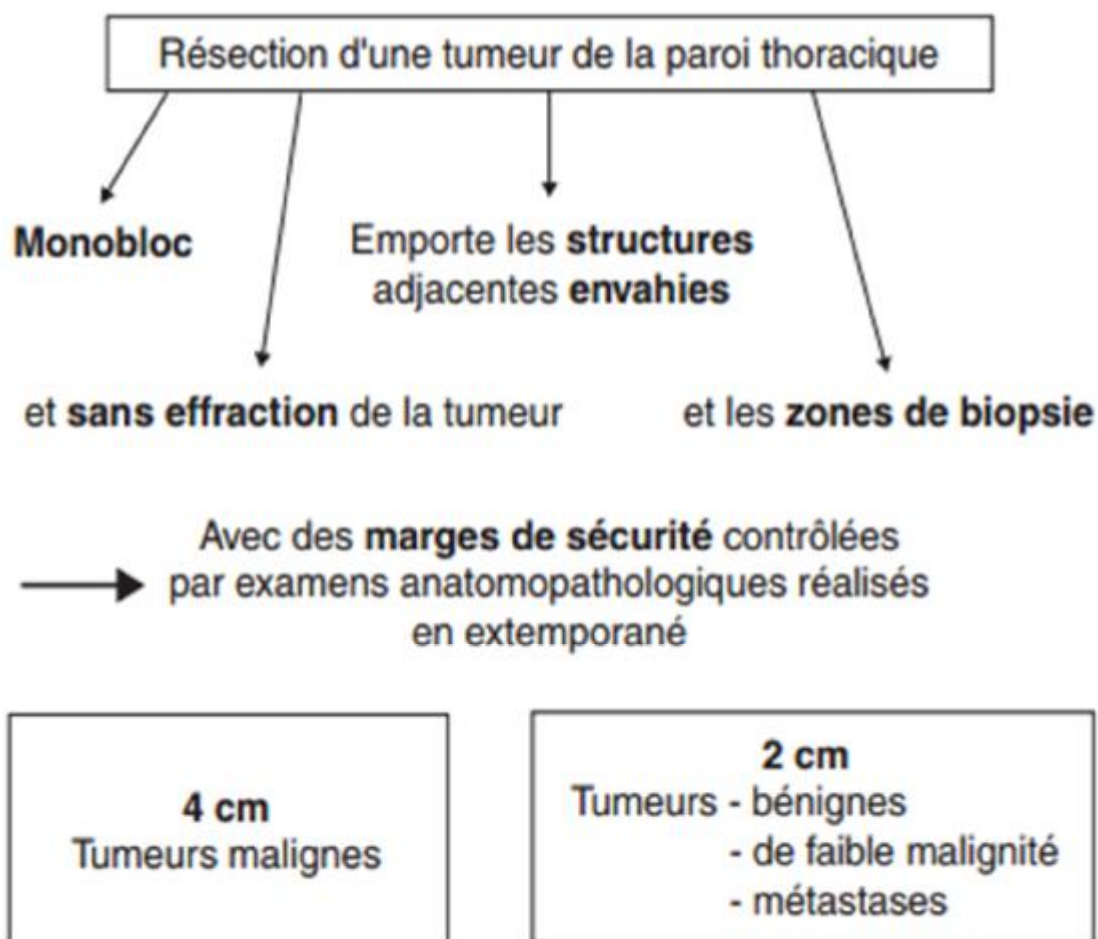 Résection d'une tumeur de la paroi thoracique
Monobloc
Emporte les structures
adjacentes envahies
et sans effraction de la tumeur
et les zones de biopsie
Avec des marges de sécurité contrôlées
par examens anatomopathologiques réalisés
en extemporané
4 cm
Tumeurs malignes
2 cm
Tumeurs - bénignes
- de faible malignité
- métastases